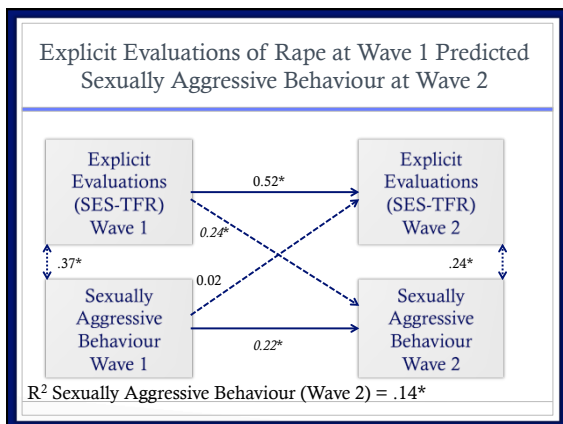 Explicit Evaluations of Rape at Wave 1 Predicted
Sexually Aggressive Behaviour at Wave 2
Explicit
Evaluations
(SES-TFR)
Wave 1
0.52*
Explicit
Evaluations
(SES-TFR)
Wave 2
0.24*
.37*
0.02
.24*
Sexually
Aggressive
Behaviour
Wave 1
0.22*
Sexually
Aggressive
Behaviour
Wave 2
R² Sexually Aggressive Behaviour (Wave 2) = .14*